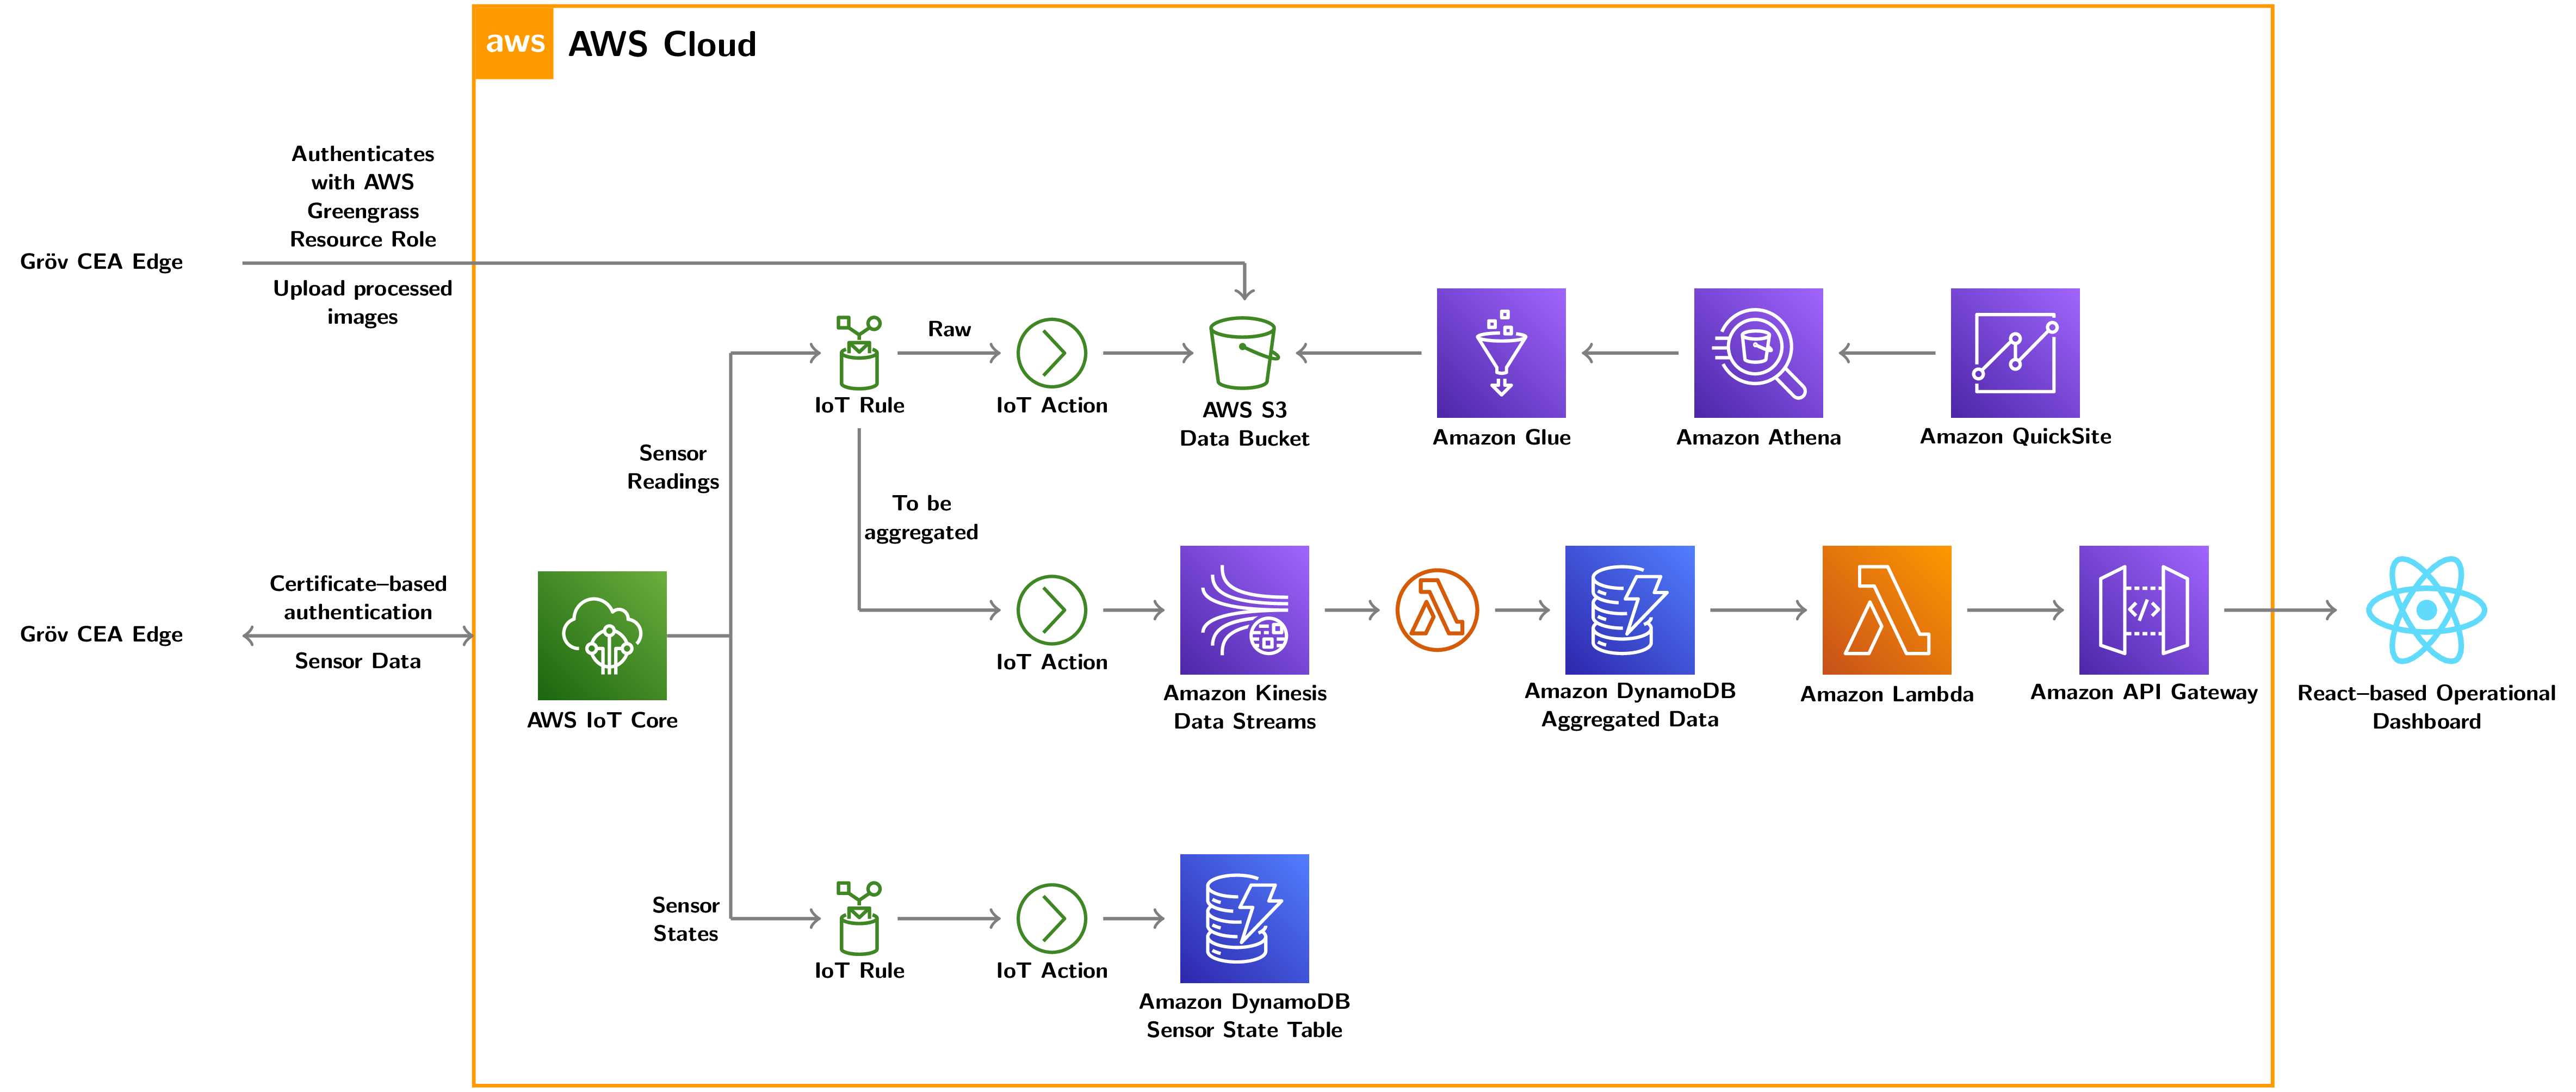 aws
AWS Cloud
Authenticates
with AWS
Greengrass
Resource Role
Gröv CEA Edge
Upload processed
images
Raw
IoT Rule
IoT Action
AWS S3
Data Bucket
Amazon Glue
Amazon Athena
Amazon QuickSite
Sensor
Readings
To be
aggregated
Certificate–based
authentication
Gröv CEA Edge
Sensor Data
AWS IoT Core
IoT Action
Amazon Kinesis
Data Streams
Amazon DynamoDB
Aggregated Data
Amazon Lambda
Amazon API Gateway
React–based Operational
Dashboard
Sensor
States
IoT Rule
IoT Action
Amazon DynamoDB
Sensor State Table